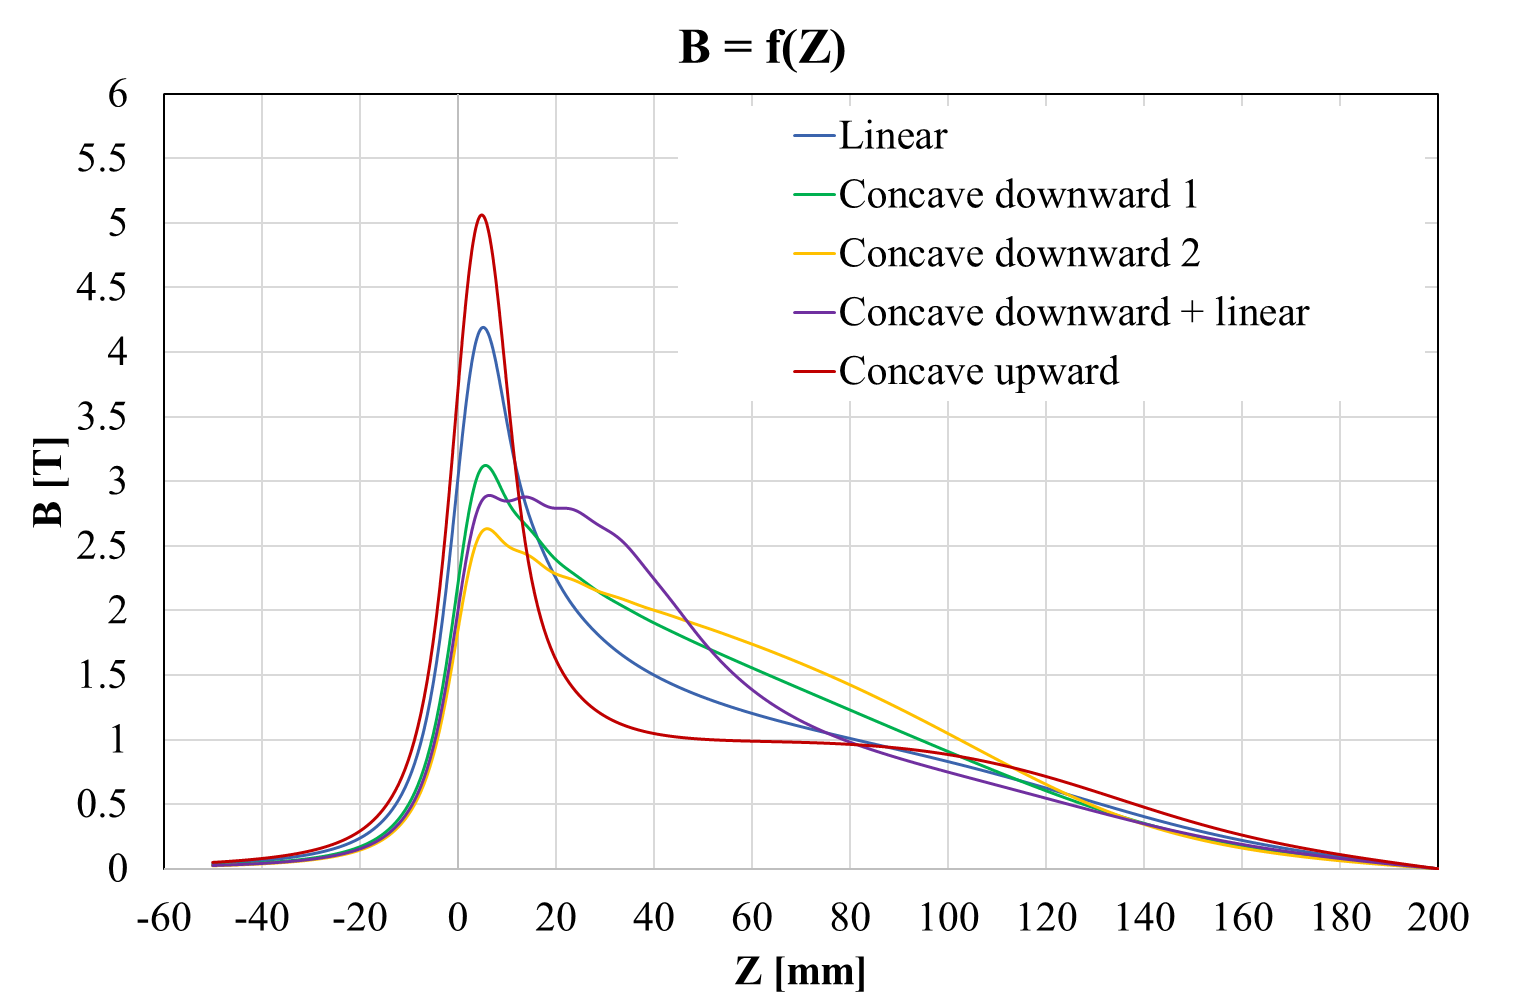 B = f(Z)
6
5.5
5
4.5
4
3.5
3
2.5
2
1.5
1
0.5
0
B [T]
Linear
Concave downward 1
Concave downward 2
Concave downward + linear
Concave upward
-60 -40 -20 0 20 40 60 80 100 120 140 160 180 200
Z [mm]